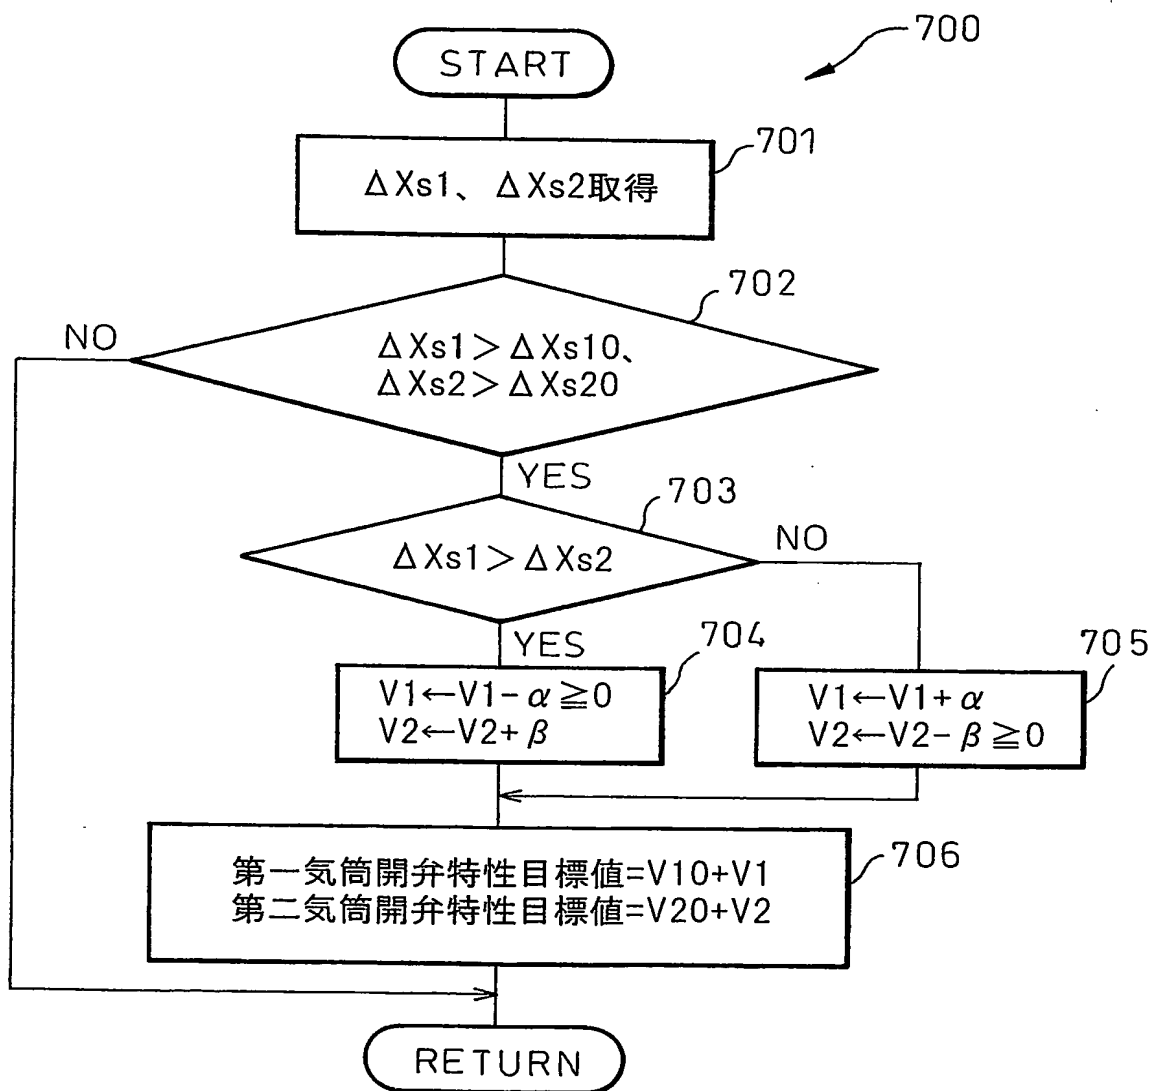 700
START
701
ΔXs1、ΔXs2取得
702
NO
ΔXs1>ΔXs10、
ΔXs2>ΔXs20
YES
703
ΔXs1>ΔXs2
NO
YES
704
V1←V1-α≧0
V2←V2+β
705
V1←V1+α
V2←V2-β≧0
706
第一気筒開弁特性目標値=V10+V1
第二気筒開弁特性目標値=V20+V2
RETURN